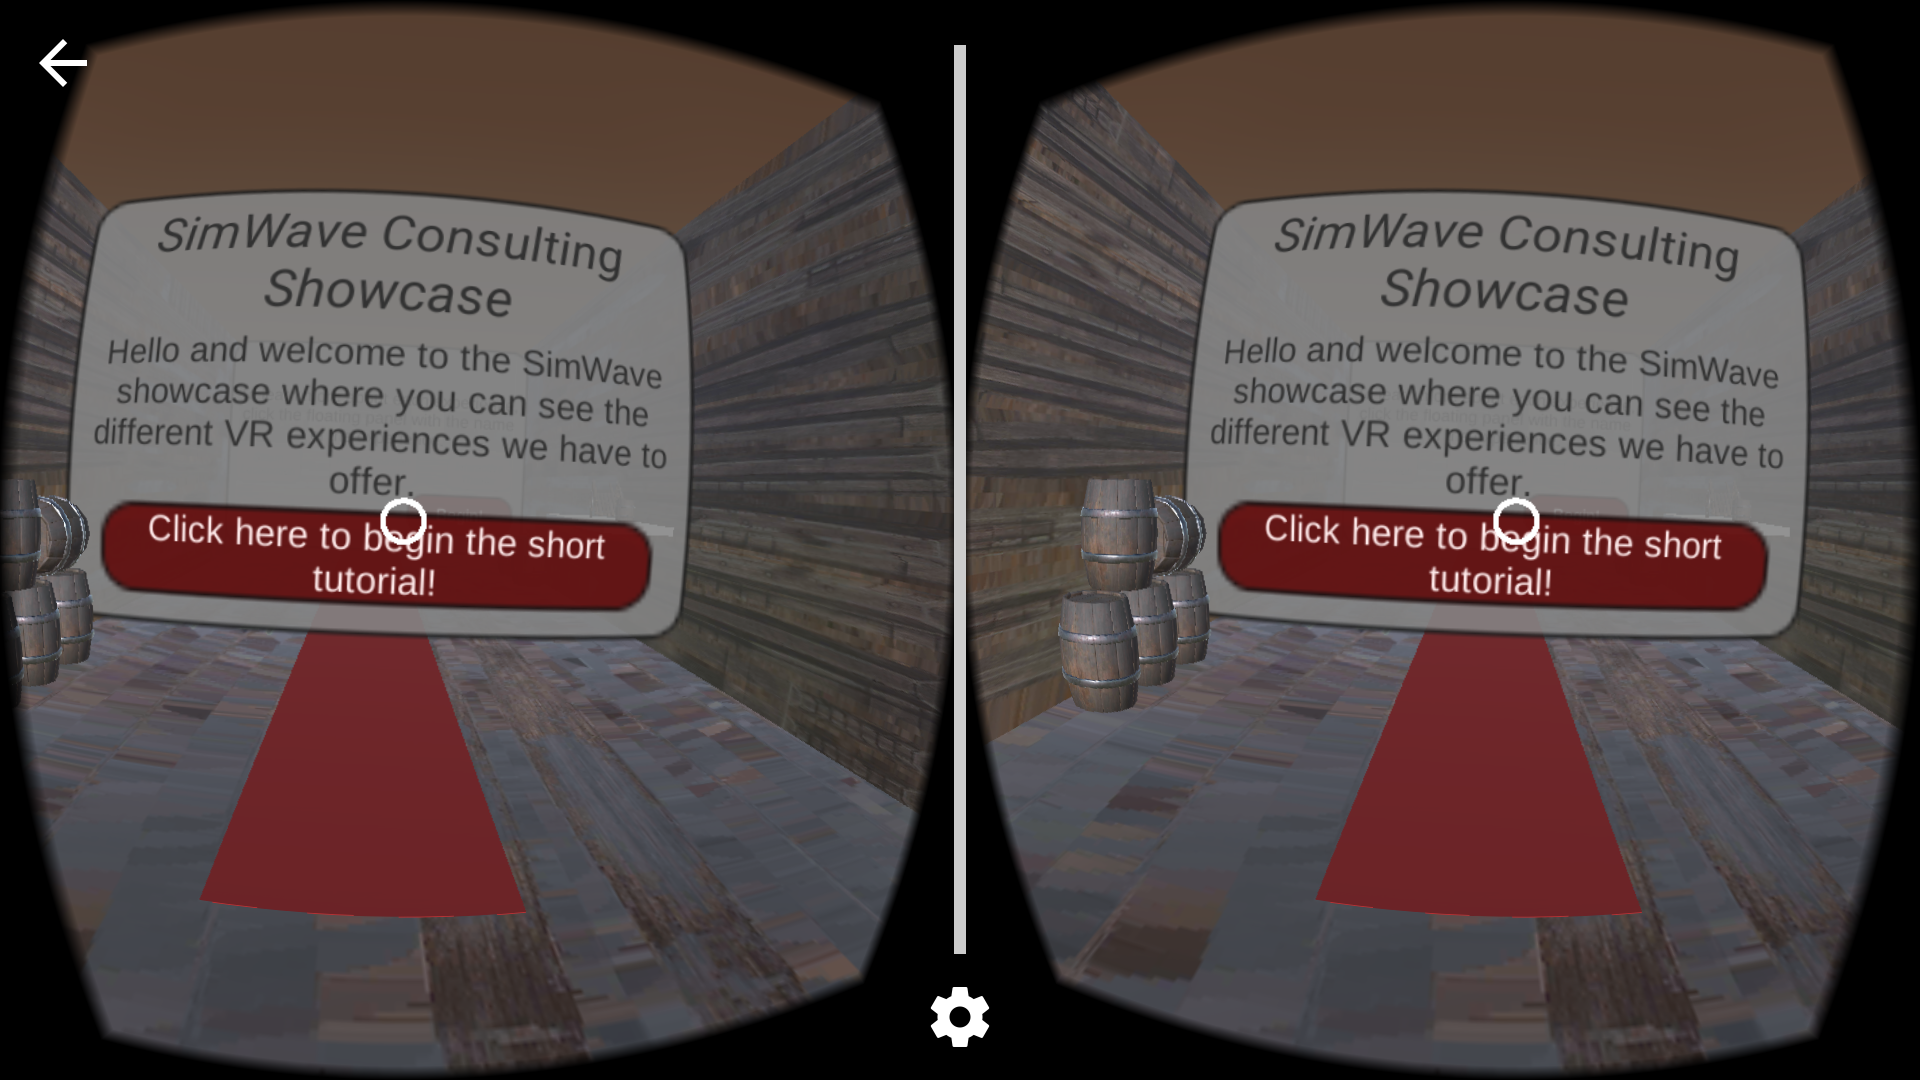 SimWave Consulting
Showcase
Hello and welcome to the SimWave
showcase where you can see the
different VR experiences we have to
offer.
Click here to begin the short
tutorial!
SimWave Consulting
Showcase
Hello and welcome to the SimWave
showcase where you can see the
different VR experiences we have to
offer.
Click here to begin the short
tutorial!